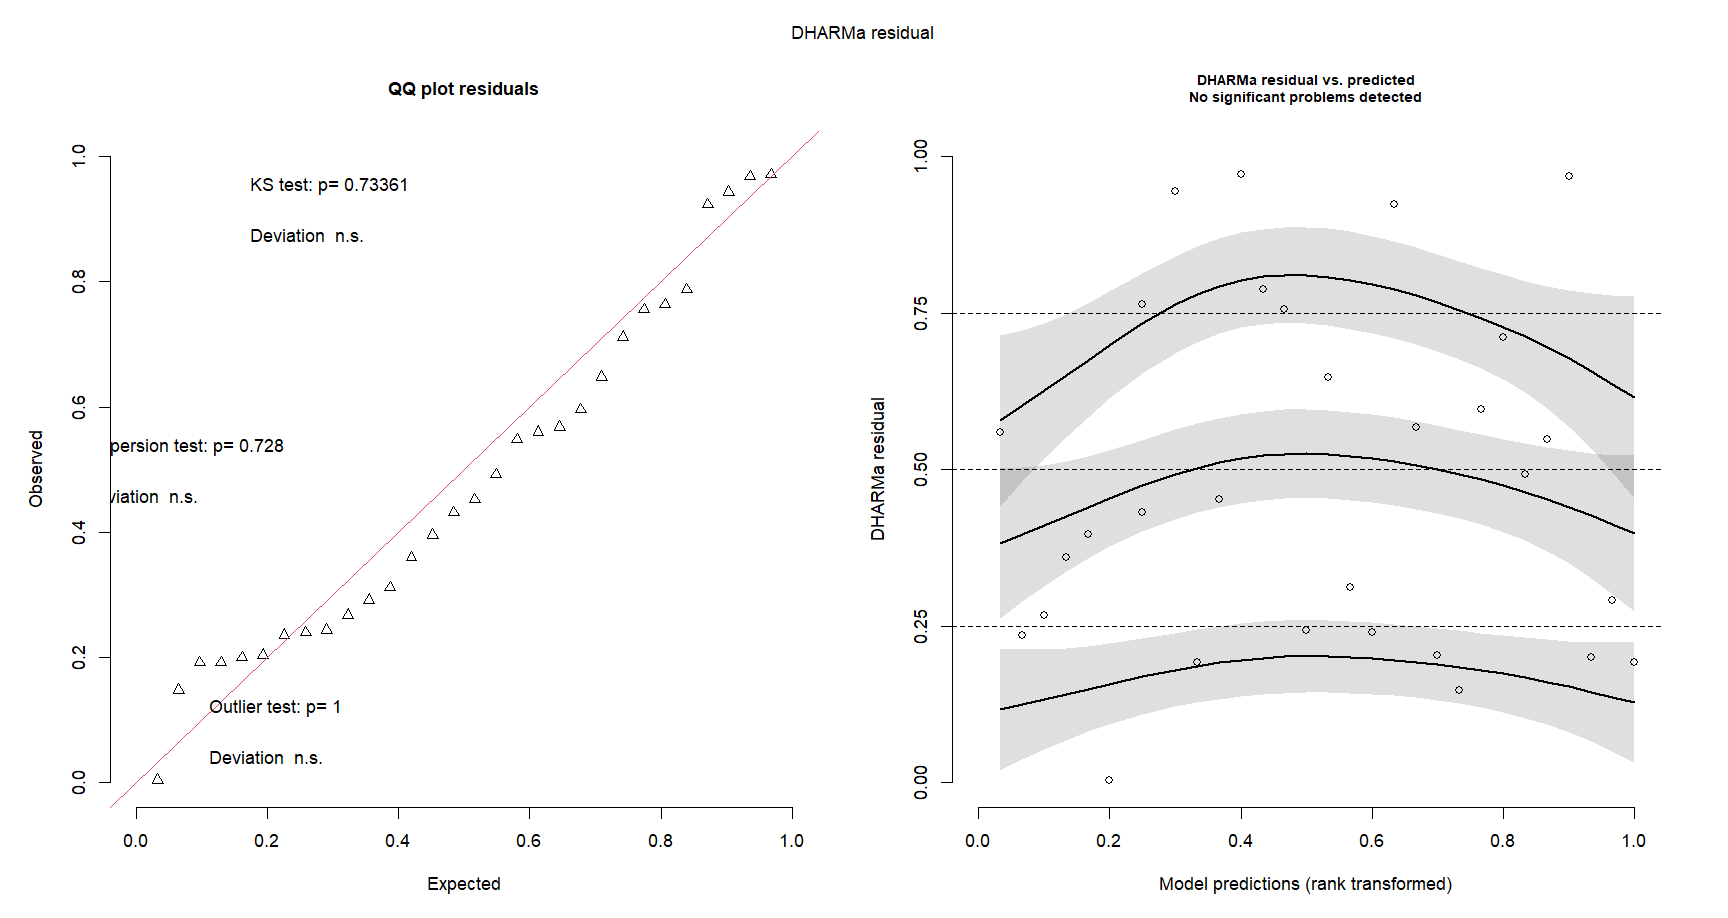 DHARMa residual
QQ plot residuals
KS test: p= 0.73361
Deviation  n.s.
persion test: p= 0.728
viation  n.s.
Outlier test: p= 1
Deviation  n.s.
Observed
1.0
0.8
0.6
0.4
0.2
0.0
0.0 0.2 0.4 0.6 0.8 1.0
Expected
DHARMa residual vs. predicted
No significant problems detected
DHARMa residual
1.00
0.75
0.50
0.25
0.00
0.0 0.2 0.4 0.6 0.8 1.0
Model predictions (rank transformed)